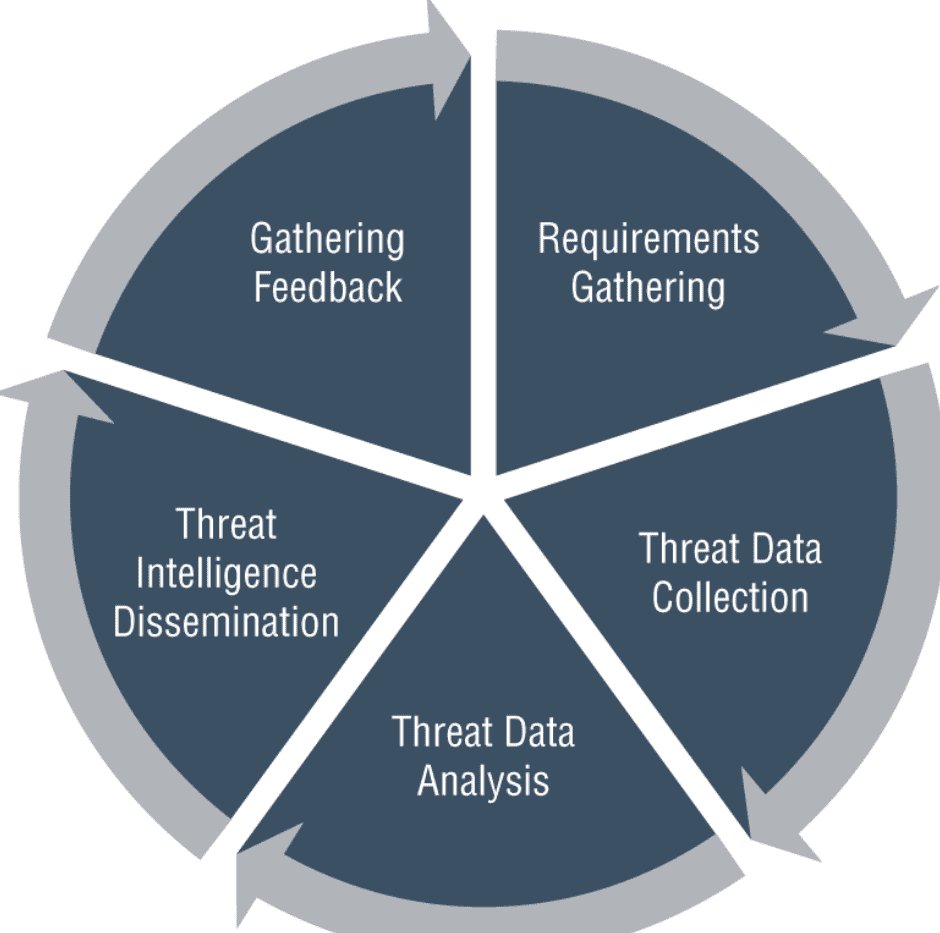 Gathering
Feedback
Requirements
Gathering
Threat Data
Collection
Threat Data
Analysis
Threat
Intelligence
Dissemination